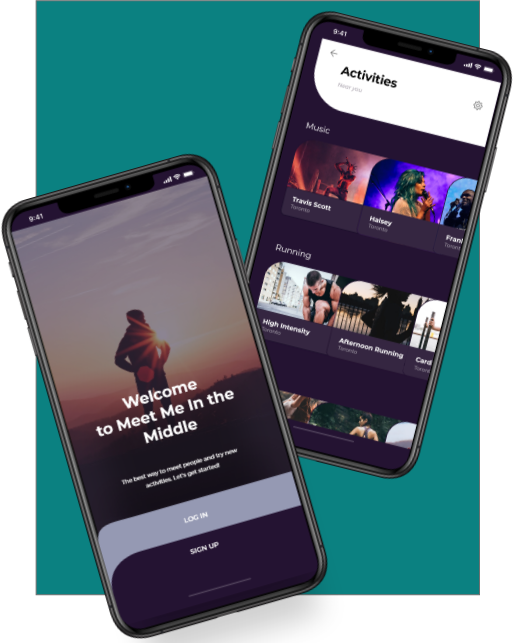 9:41
Activities
Near you
Music
Travis Scott
Toronto
Halsey
Toronto
Frank
Toront
Running
High Intensity
Toronto
Afternoon Running
Toronto
Card
Toront
9:41
Welcome
to Meet Me In the
Middle
The best way to meet people and try new
activities. Let's get started!
LOG IN
SIGN UP